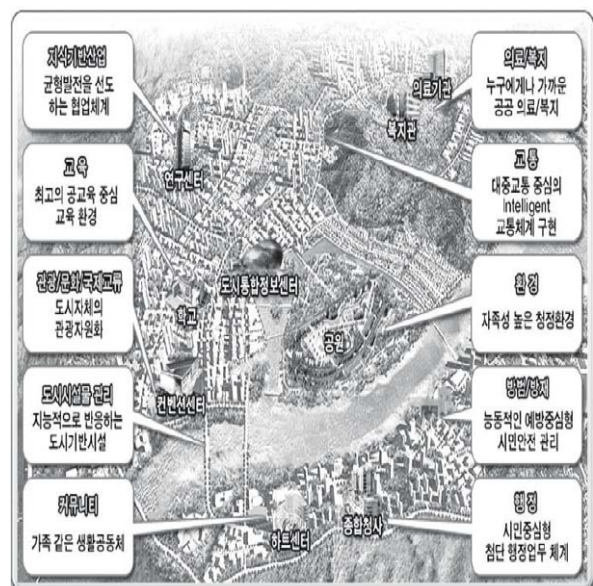 지식기반산업
균형발전을 선도
하는 협업체계
교육
최고의 공교육 중심
교육 환경
관광/문화/국제교류
도시자체의
관광자원화
도시시설물 관리
지능적으로 반응하는
도시기반시설
커뮤니티
가족 같은 생활공동체
의료기관
복지관
연구센터
도시통합정보센터
학교
공원
컨벤션센터
하트센터
종합청사
의료/복지
누구에게나 가까운
공공 의료/복지
교통
대중교통 중심의
Intelligent
교통체계 구현
환경
자족성 높은 청정환경
방범/방재
능동적인 예방중심형
시민안전 관리
행정
시민중심형
첨단 행정업무 체계